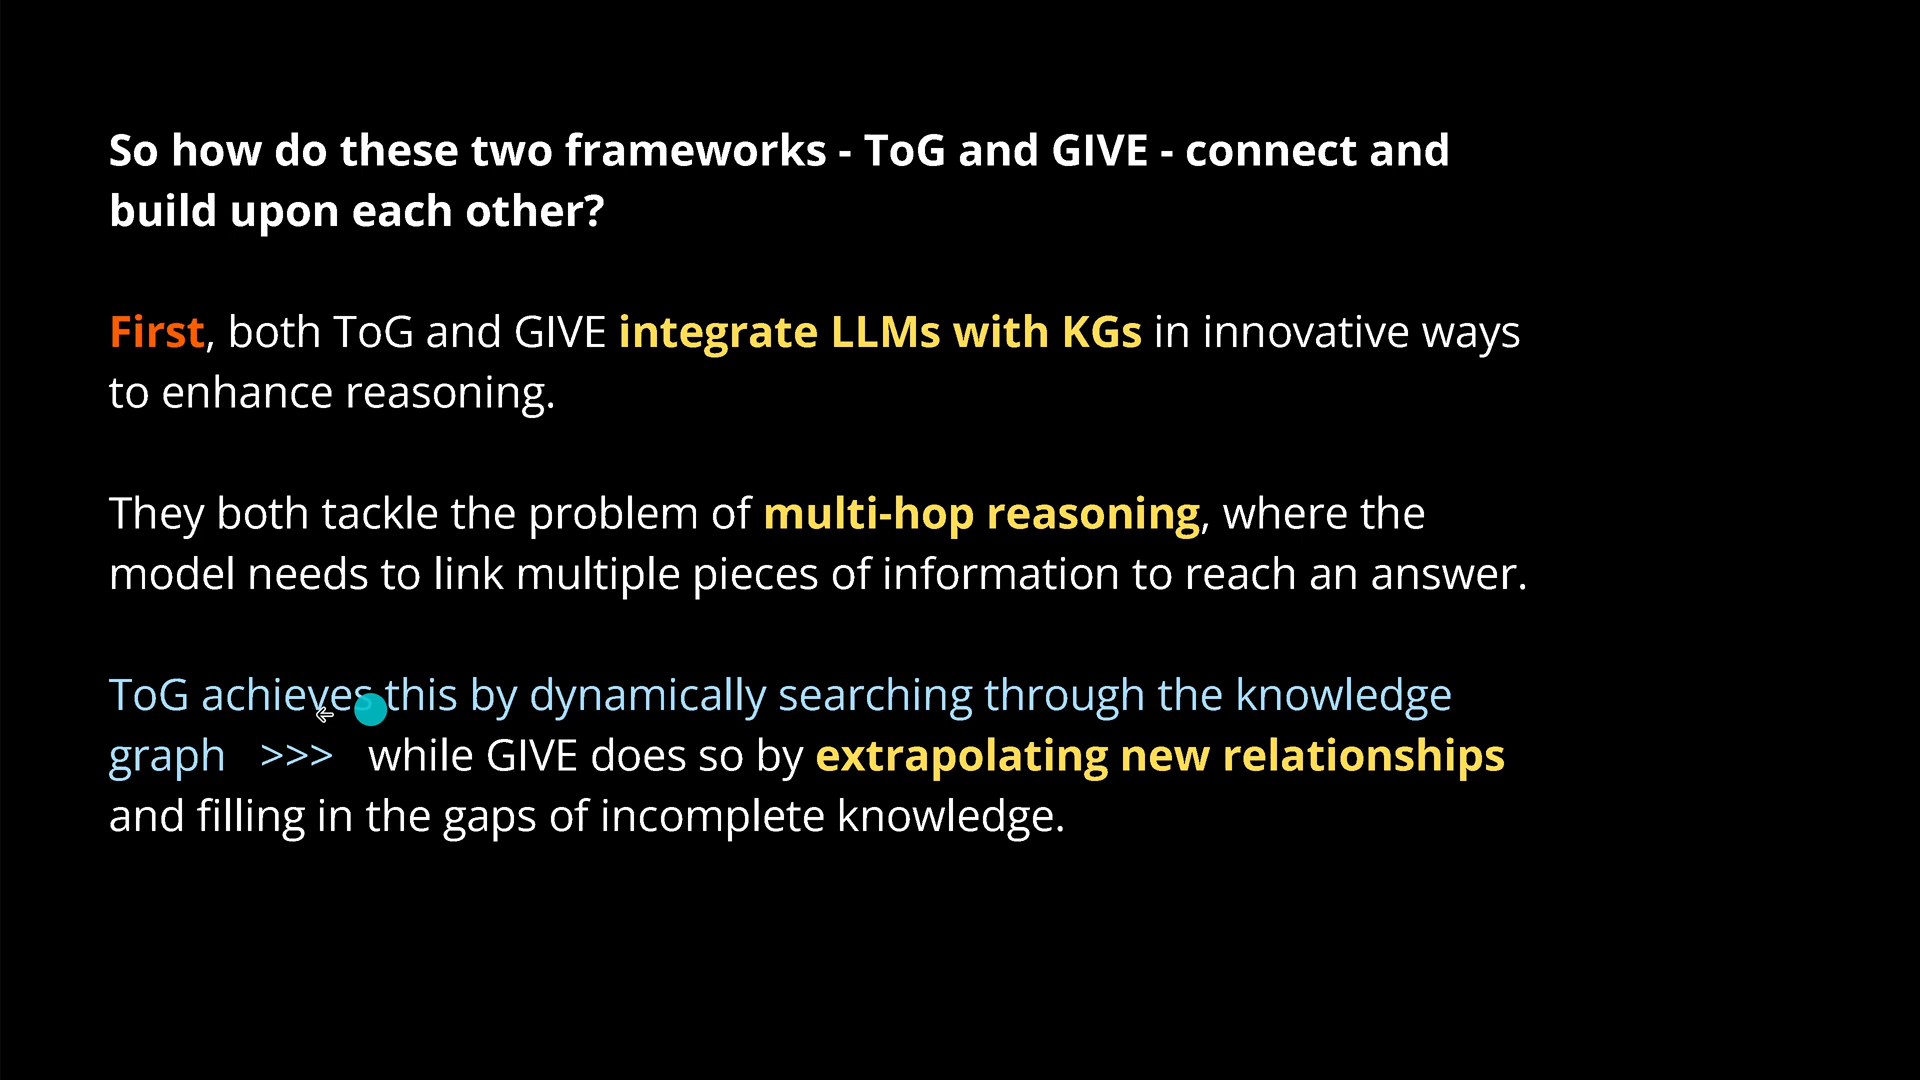 So how do these two frameworks - ToG and GIVE - connect and
build upon each other?
First, both ToG and GIVE integrate LLMs with KGs in innovative ways
to enhance reasoning.
They both tackle the problem of multi-hop reasoning, where the
model needs to link multiple pieces of information to reach an answer.
ToG achieves this by dynamically searching through the knowledge
graph >>> while GIVE does so by extrapolating new relationships
and filling in the gaps of incomplete knowledge.